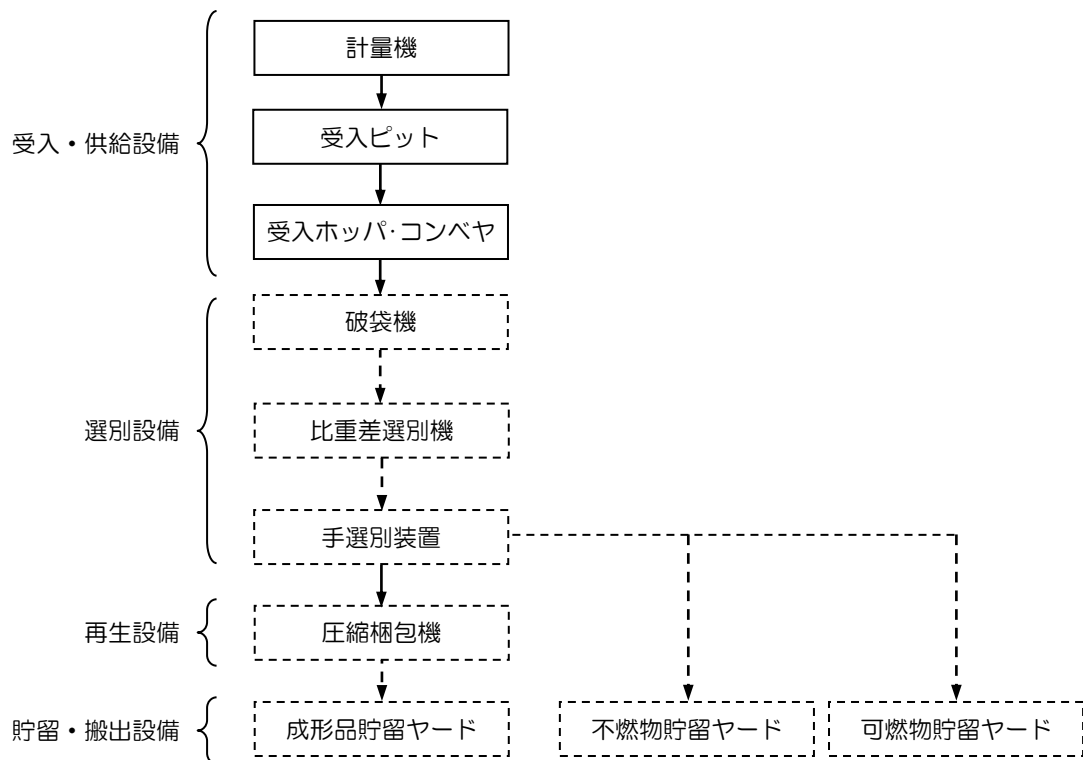 計量機
受入ピット
受入・供給設備
受入ホッパ･コンベヤ
破袋機
選別設備
比重差選別機
手選別装置
再生設備
圧縮梱包機
貯留・搬出設備
成形品貯留ヤード
不燃物貯留ヤード
可燃物貯留ヤード